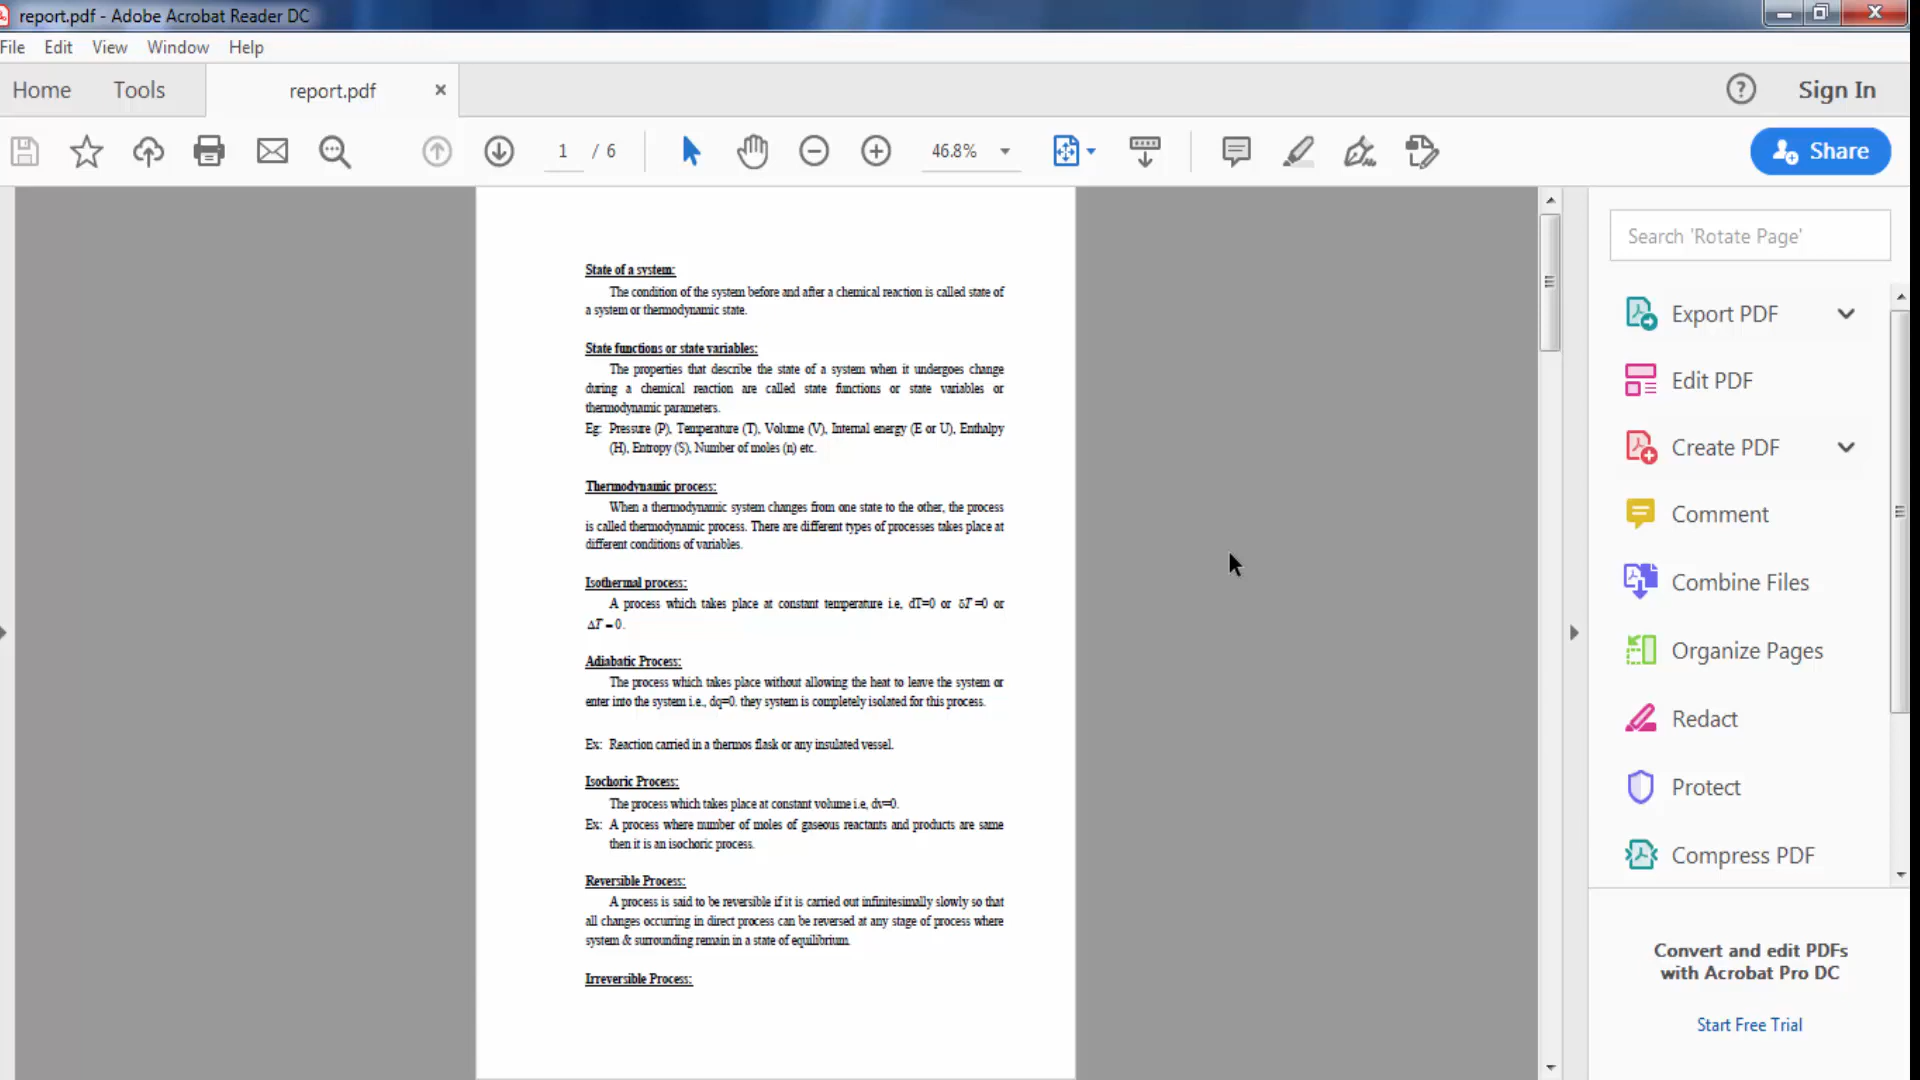 report.pdf - Adobe Acrobat Reader DC
File Edit View Window Help
Home Tools report.pdf × ? Sign In
1 / 6 46.8% Share
Search 'Rotate Page'
Export PDF
Edit PDF
Create PDF
Comment
Combine Files
Organize Pages
Redact
Protect
Compress PDF
Convert and edit PDFs
with Acrobat Pro DC
Start Free Trial
State of a system:
The condition of the system before and after a chemical reaction is called state of
a system or thermodynamic state.
State functions or state variables:
The properties that describe the state of a system when it undergoes change
during a chemical reaction are called state functions or state variables or
thermodynamic parameters.
Eg: Pressure (P), Temperature (T), Volume (V), Internal energy (E or U), Enthalpy
(H), Entropy (S), Number of moles (n) etc.
Thermodynamic process:
When a thermodynamic system changes from one state to the other, the process
is called thermodynamic process. There are different types of processes takes place at
different conditions of variables.
Isothermal process:
A process which takes place at constant temperature i.e, dT=0 or δT =0 or
ΔT = 0.
Adiabatic Process:
The process which takes place without allowing the heat to leave the system or
enter into the system i.e., dq=0. they system is completely isolated for this process.
Ex: Reaction carried in a thermos flask or any insulated vessel.
Isochoric Process:
The process which takes place at constant volume i.e, dv=0.
Ex: A process where number of moles of gaseous reactants and products are same
then it is an isochoric process.
Reversible Process:
A process is said to be reversible if it is carried out infinitesimally slowly so that
all changes occurring in direct process can be reversed at any stage of process where
system & surrounding remain in a state of equilibrium.
Irreversible Process: